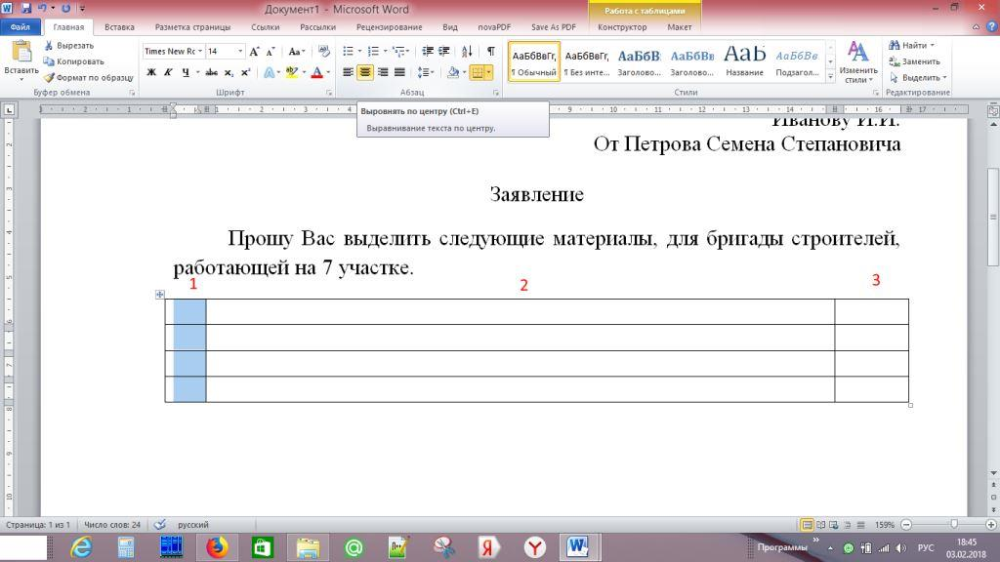 Документ1 - Microsoft Word
Работа с таблицами
Файл Главная Вставка Разметка страницы Ссылки Рассылки Рецензирование Вид novaPDF Save As PDF Конструктор Макет
Вставить
Вырезать
Копировать
Формат по образцу
Буфер обмена
Times New Rc 14
Ж К Ч abc x₂ x²
Шрифт
Абзац
АаБбВвГг, АаБбВвГг, АаБбВ АаБбВв АаБ АаБбВвГг
¶ Обычный ¶ Без инте... Заголово... Заголово... Название Подзагол...
Изменить стили
Стили
Найти
Заменить
Выделить
Редактирование
Выровнять по центру (Ctrl+E)
Выравнивание текста по центру.
Иванову И.И.
От Петрова Семена Степановича
Заявление
Прошу Вас выделить следующие материалы, для бригады строителей,
работающей на 7 участке.
1 2 3
Страница: 1 из 1 Число слов: 24 русский 159%
Программы РУС 18:45
03.02.2018